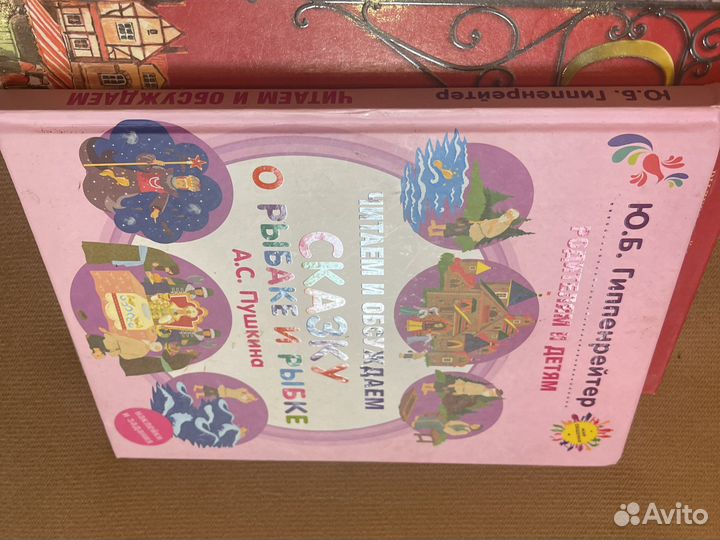 Ю.Б. Гиппенрейтер
РОДИТЕЛЯМ И ДЕТЯМ
ЧИТАЕМ И ОБСУЖДАЕМ
СКАЗКУ
О РЫБАКЕ И РЫБКЕ
А.С. Пушкина
Ю.Б. Гиппенрейтер
ЧИТАЕМ И ОБСУЖДАЕМ
Avito